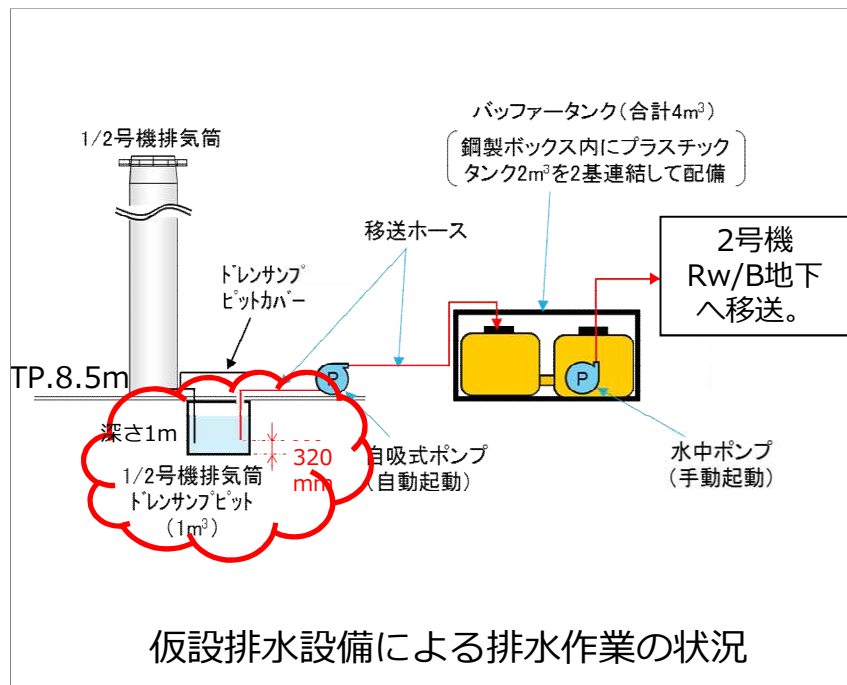 バッファータンク(合計4m³)
鋼製ボックス内にプラスチック
タンク2m³を2基連結して配備
1/2号機排気筒
移送ホース
2号機
Rw/B地下
へ移送。
ﾄﾞﾚﾝｻﾝﾌﾟ
ﾋﾟｯﾄｶﾊﾞｰ
TP.8.5m
P
P
深さ1m
320
mm
自吸式ポンプ
(自動起動)
水中ポンプ
(手動起動)
1/2号機排気筒
ﾄﾞﾚﾝｻﾝﾌﾟﾋﾟｯﾄ
(1m³)
仮設排水設備による排水作業の状況